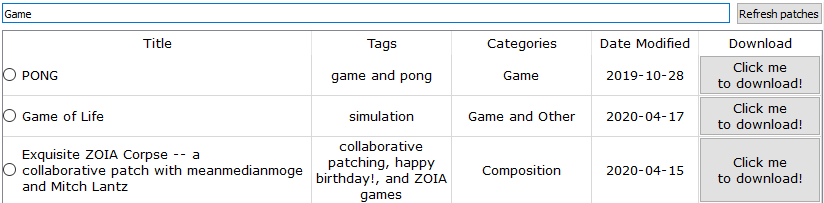 Game
Refresh patches
Title Tags Categories Date Modified Download
PONG game and pong Game 2019-10-28 Click me
to download!
Game of Life simulation Game and Other 2020-04-17 Click me
to download!
Exquisite ZOIA Corpse -- a
collaborative patch with meanmedianmoge
and Mitch Lantz
collaborative
patching, happy
birthday!, and ZOIA
games
Composition
2020-04-15
Click me
to download!